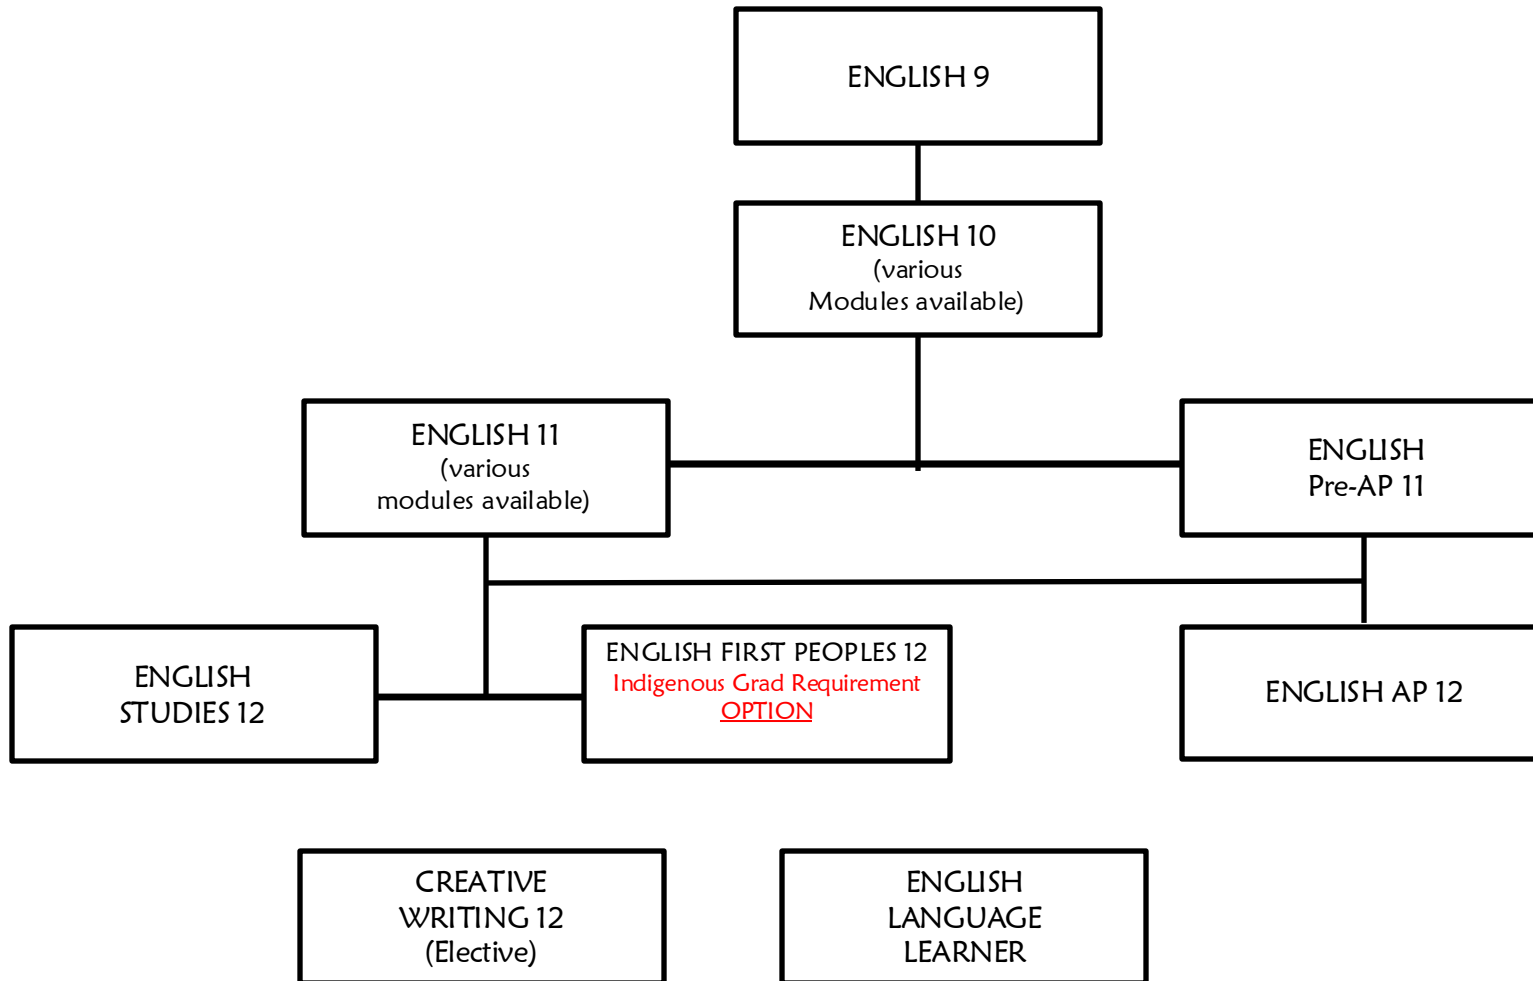 ENGLISH 9
ENGLISH 10
(various
Modules available)
ENGLISH 11
(various
modules available)
ENGLISH
Pre-AP 11
ENGLISH
STUDIES 12
ENGLISH FIRST PEOPLES 12
Indigenous Grad Requirement
OPTION
ENGLISH AP 12
CREATIVE
WRITING 12
(Elective)
ENGLISH
LANGUAGE
LEARNER